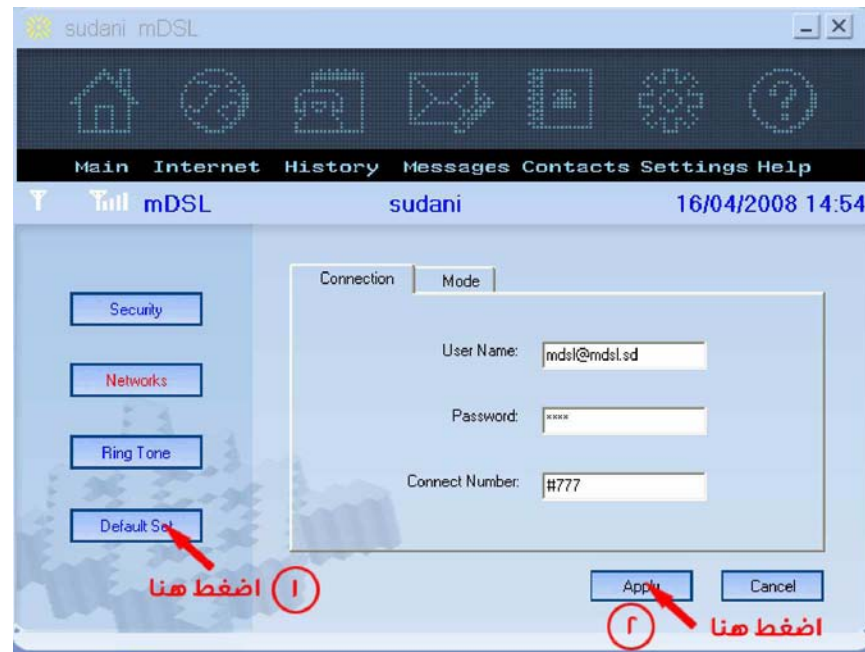 sudani mDSL
Main Internet History Messages Contacts Settings Help
mDSL sudani 16/04/2008 14:54
Connection Mode
Security
User Name: mdsl@mdsl.sd
Networks
Password: ****
Ring Tone
Connect Number: #777
Default Set
١ اضغط هنا
Apply Cancel
٢ اضغط هنا